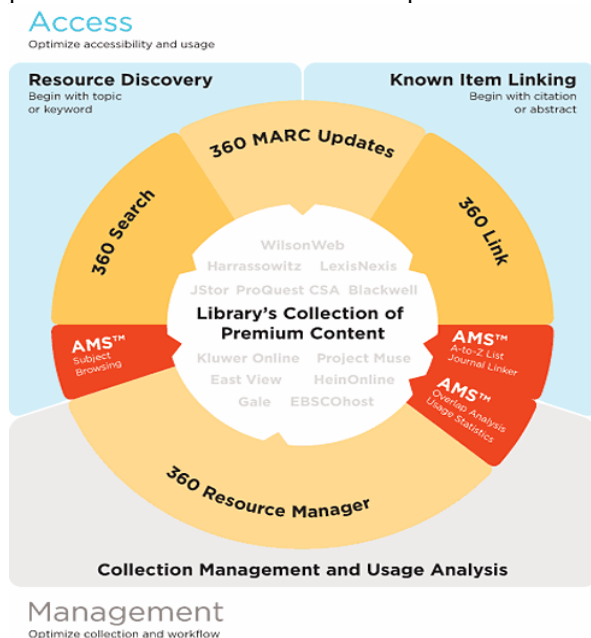 Access
Optimize accessibility and usage
Resource Discovery
Begin with topic
or keyword
Known Item Linking
Begin with citation
or abstract
360 MARC Updates
360 Search
360 Link
WilsonWeb
Harrassowitz LexisNexis
JStor ProQuest CSA Blackwell
Library's Collection of
Premium Content
Kluwer Online Project Muse
East View HeinOnline
Gale EBSCOhost
AMS™
Subject
Browsing
AMS™
A-to-Z List
Journal Linker
AMS™
Overlap Analysis
Usage Statistics
360 Resource Manager
Collection Management and Usage Analysis
Management
Optimize collection and workflow